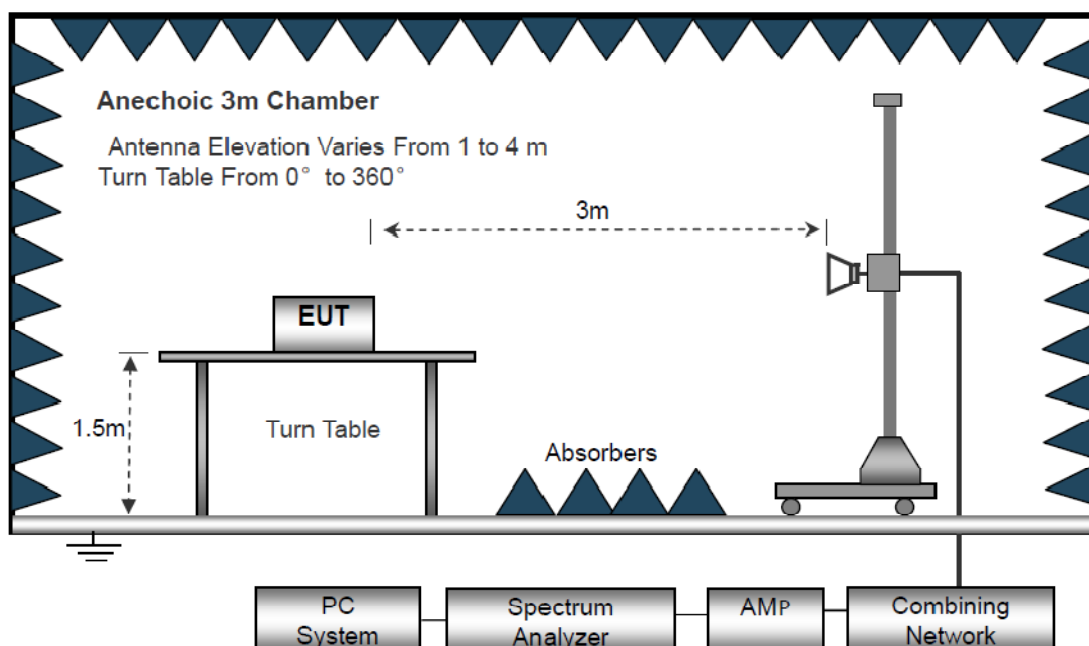 Anechoic 3m Chamber
Antenna Elevation Varies From 1 to 4 m
Turn Table From 0° to 360°
3m
EUT
1.5m
Turn Table
Absorbers
PC
System
Spectrum
Analyzer
AMP
Combining
Network